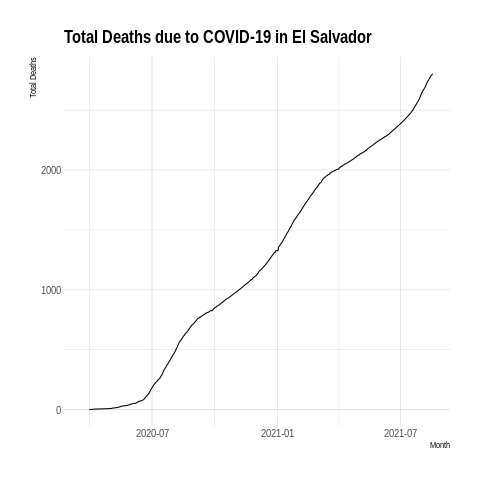 Total Deaths due to COVID-19 in El Salvador
Total Deaths
2000
1000
0
2020-07
2021-01
2021-07
Month